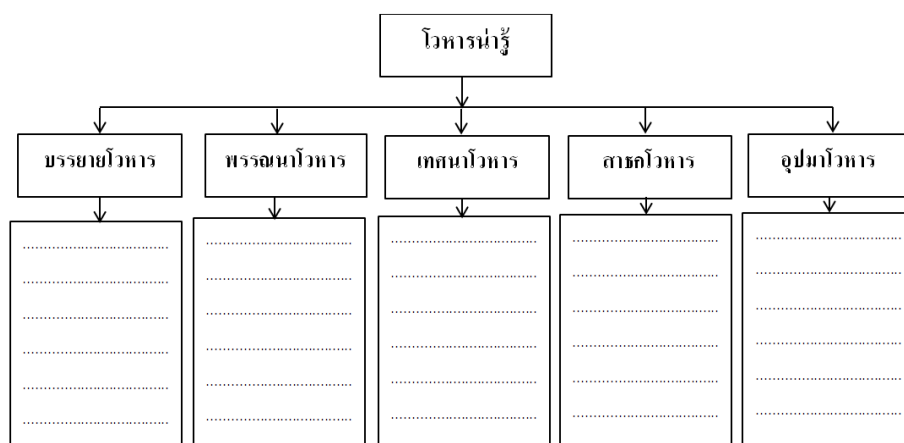 โวหารน่ารู้
บรรยายโวหาร
พรรณนาโวหาร
เทศนาโวหาร
สาธกโวหาร
อุปมาโวหาร